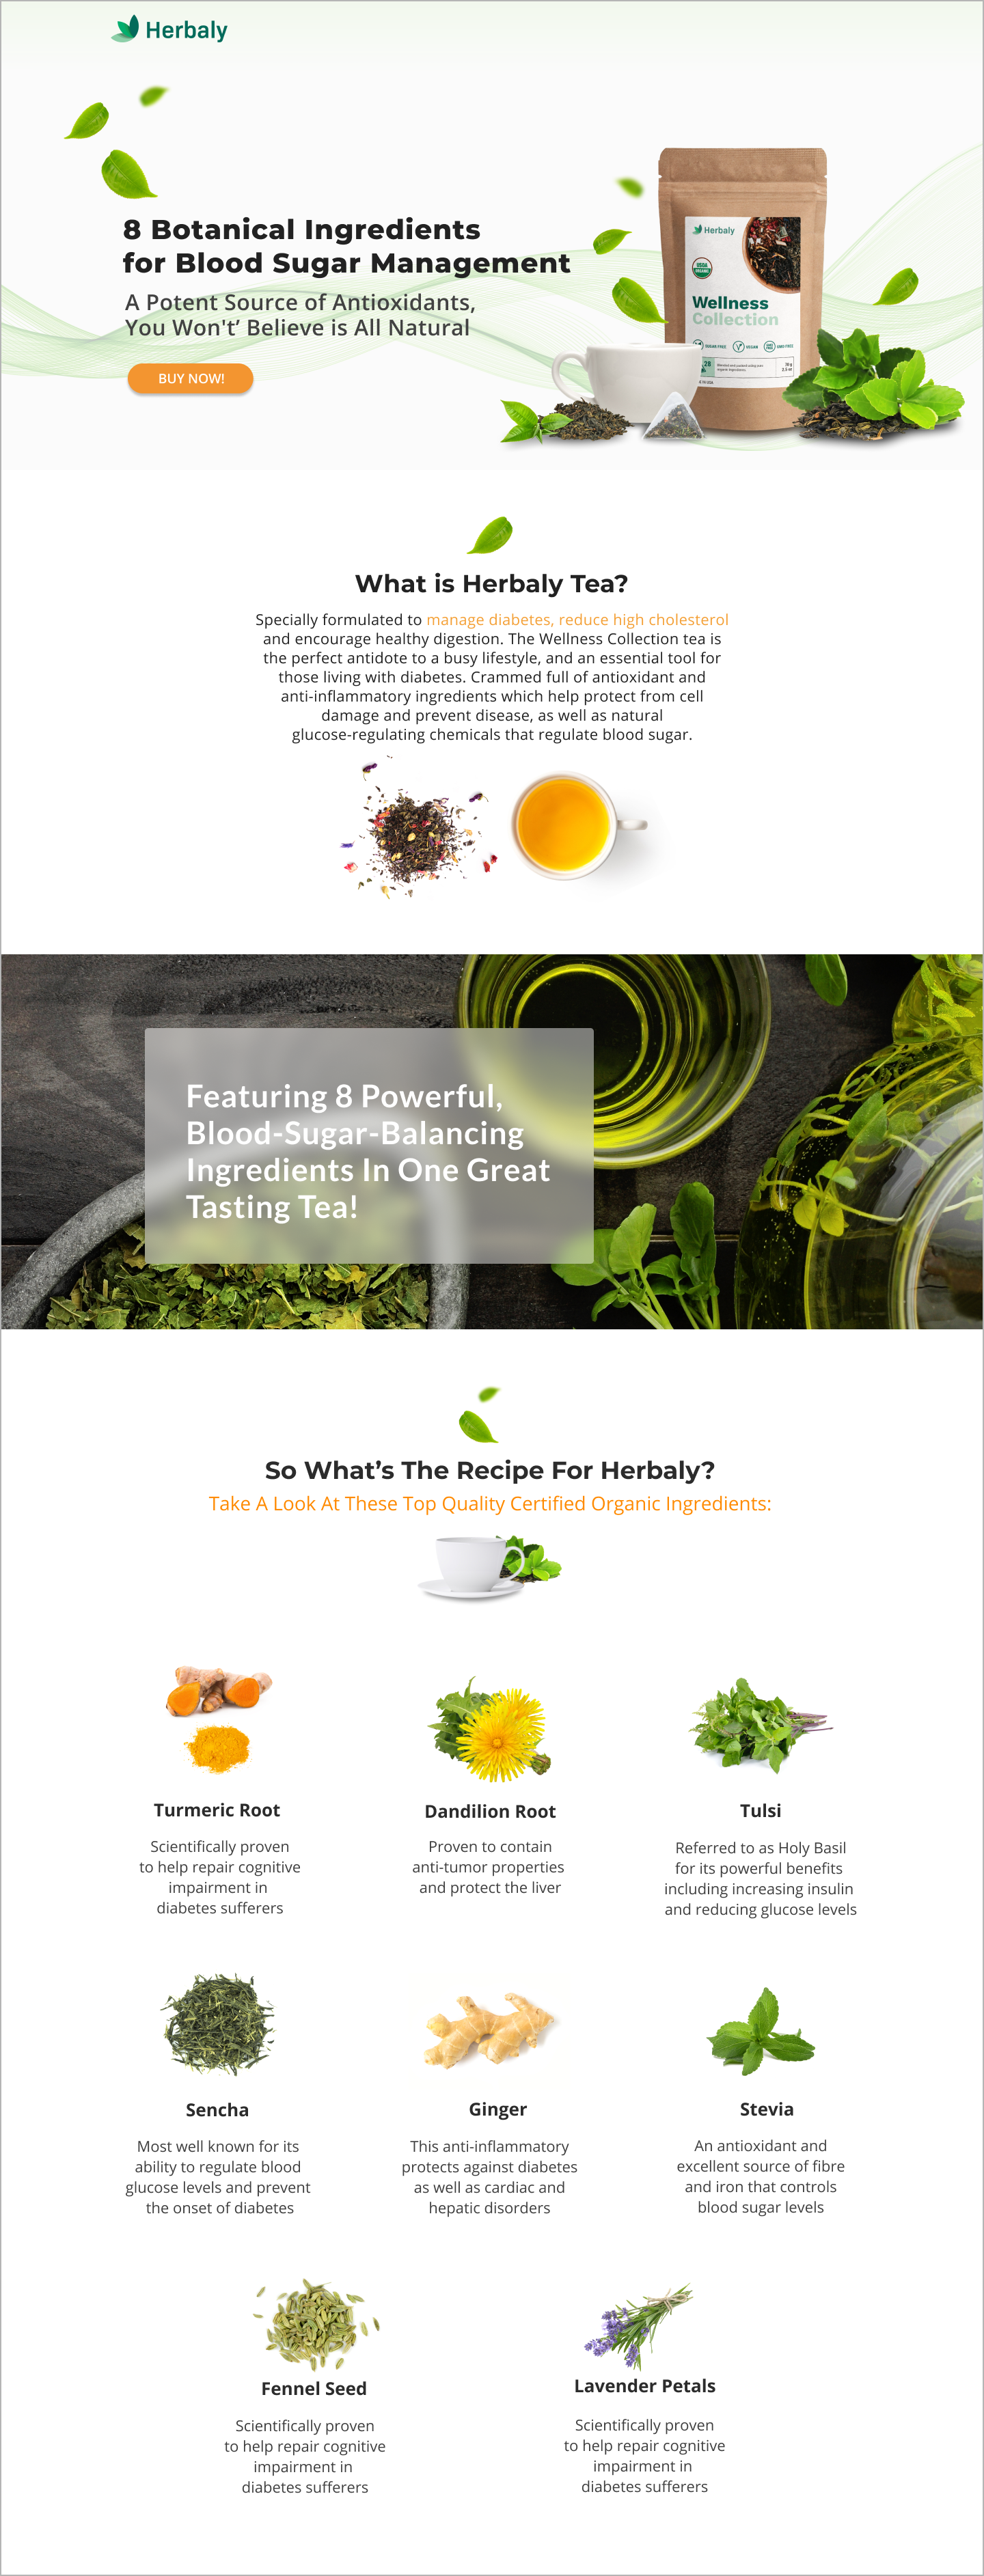 Herbaly
8 Botanical Ingredients
for Blood Sugar Management
A Potent Source of Antioxidants,
You Won't’ Believe is All Natural
BUY NOW!
Herbaly
USDA
ORGANIC
Wellness
Collection
SUGAR FREE
VEGAN
GMO FREE
28
What is Herbaly Tea?
Specially formulated to manage diabetes, reduce high cholesterol
and encourage healthy digestion. The Wellness Collection tea is
the perfect antidote to a busy lifestyle, and an essential tool for
those living with diabetes. Crammed full of antioxidant and
anti-inflammatory ingredients which help protect from cell
damage and prevent disease, as well as natural
glucose-regulating chemicals that regulate blood sugar.
Featuring 8 Powerful,
Blood-Sugar-Balancing
Ingredients In One Great
Tasting Tea!
So What’s The Recipe For Herbaly?
Take A Look At These Top Quality Certified Organic Ingredients:
Turmeric Root
Scientifically proven
to help repair cognitive
impairment in
diabetes sufferers
Dandilion Root
Proven to contain
anti-tumor properties
and protect the liver
Tulsi
Referred to as Holy Basil
for its powerful benefits
including increasing insulin
and reducing glucose levels
Sencha
Most well known for its
ability to regulate blood
glucose levels and prevent
the onset of diabetes
Ginger
This anti-inflammatory
protects against diabetes
as well as cardiac and
hepatic disorders
Stevia
An antioxidant and
excellent source of fibre
and iron that controls
blood sugar levels
Fennel Seed
Scientifically proven
to help repair cognitive
impairment in
diabetes sufferers
Lavender Petals
Scientifically proven
to help repair cognitive
impairment in
diabetes sufferers